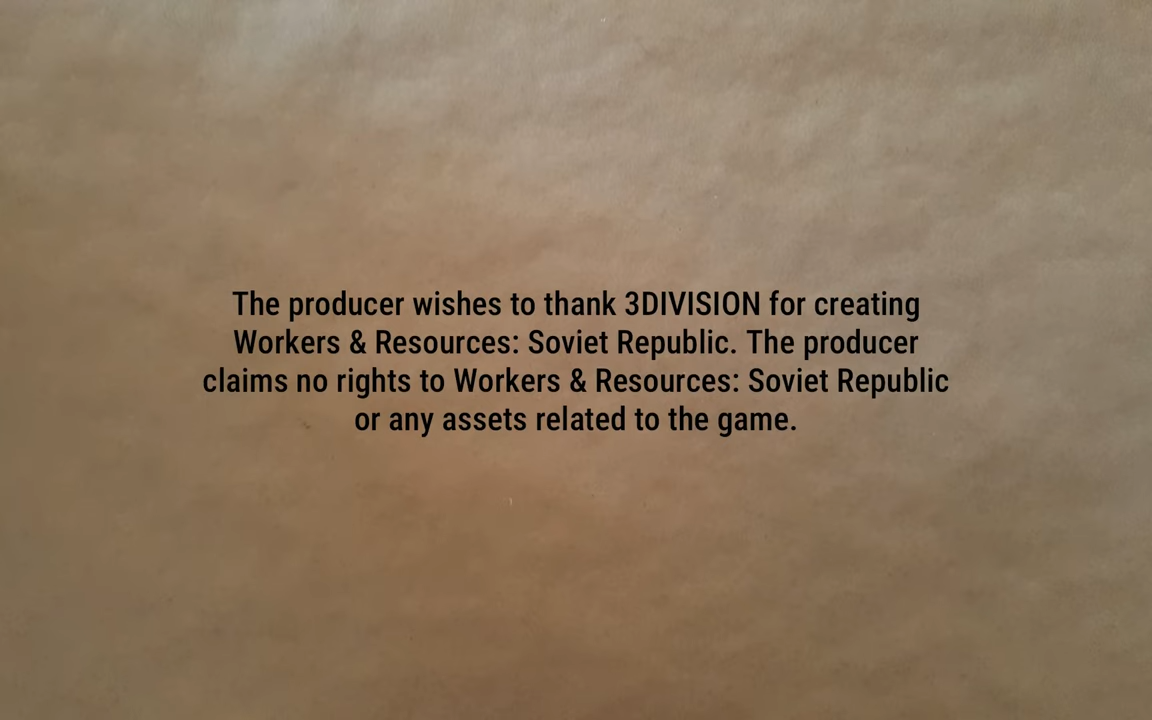 The producer wishes to thank 3DIVISION for creating
Workers & Resources: Soviet Republic. The producer
claims no rights to Workers & Resources: Soviet Republic
or any assets related to the game.